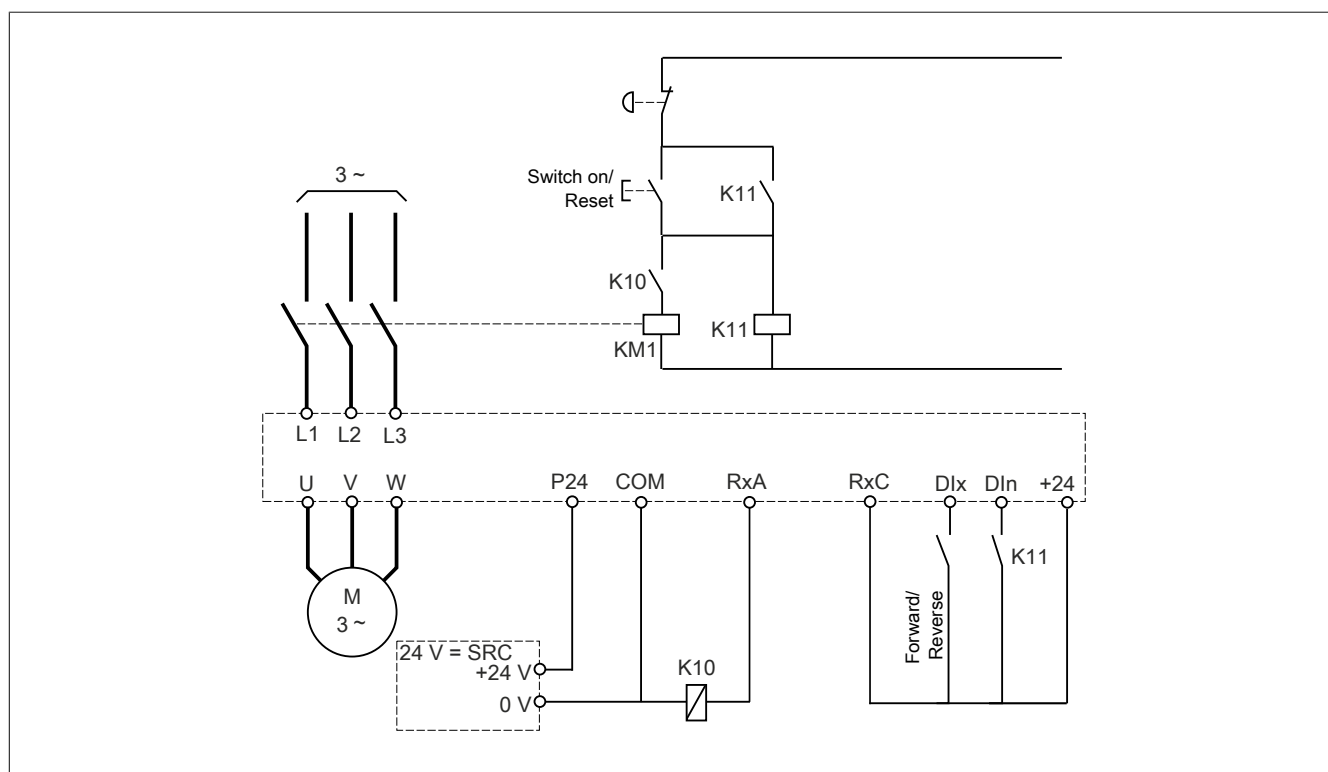 3 ~
Switch on/
Reset
K11
K10
K11
KM1
L1 L2 L3
U V W P24 COM RxA RxC DIx DIn +24
K11
M
3 ~
Forward/
Reverse
24 V = SRC
+24 V
K10
0 V